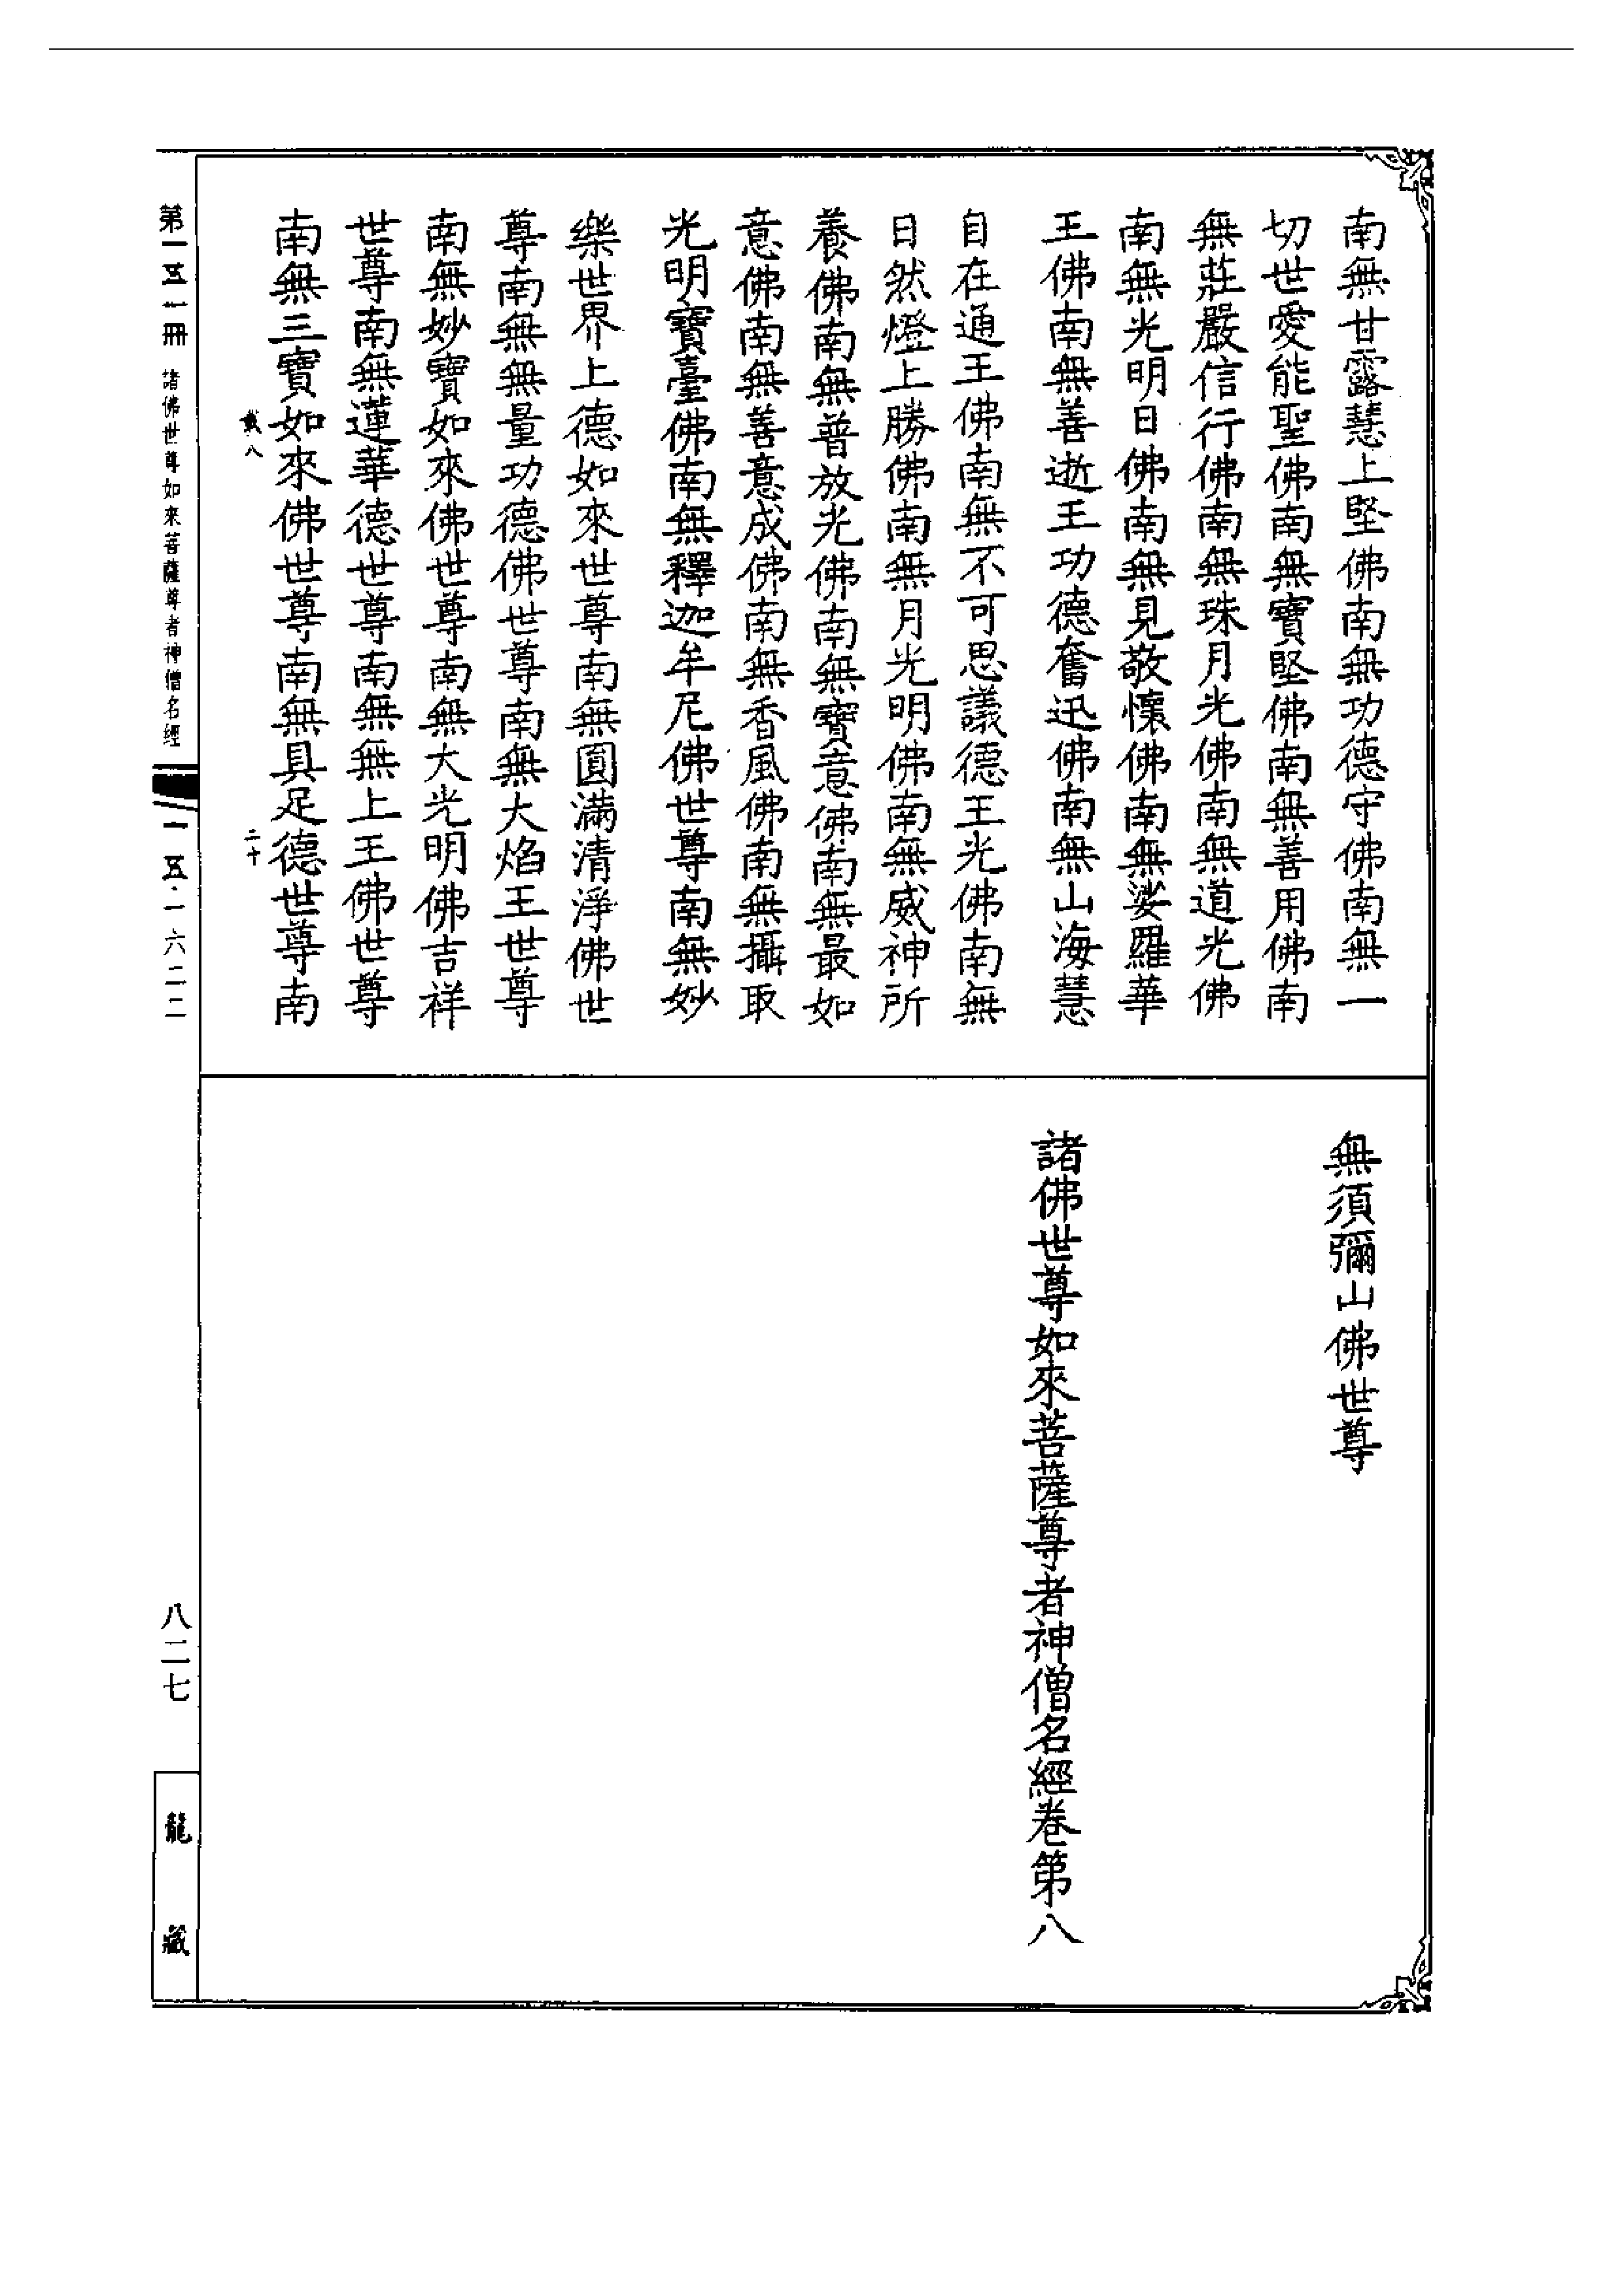 南無甘露慧上堅佛南無功德守佛南無一
切世愛能聖佛南無寶堅佛南無善用佛南
無莊嚴信行佛南無珠月光佛南無道光佛
南無光明日佛南無見敬懷佛南無娑羅華
王佛南無善逝王功德奮迅佛南無山海慧
自在通王佛南無不可思議德王光佛南無
日然燈上勝佛南無月光明佛南無威神所
養佛南無普放光佛南無寶意佛南無最如
意佛南無善意成佛南無香風佛南無攝取
光明寶臺佛南無釋迦牟尼佛世尊南無妙
樂世界上德如來世尊南無圓滿清淨佛世
尊南無無量功德佛世尊南無大焰王世尊
南無妙寶如來佛世尊南無大光明佛吉祥
世尊南無蓮華德世尊南無無上王佛世尊
南無三寶如來佛世尊南無具足德世尊南
八 二十
無須彌山佛世尊
諸佛世尊如來菩薩尊者神僧名經卷第八
第一五一冊 諸佛世尊如來菩薩尊者神僧名經
一五·一六二二
八二七
龍藏